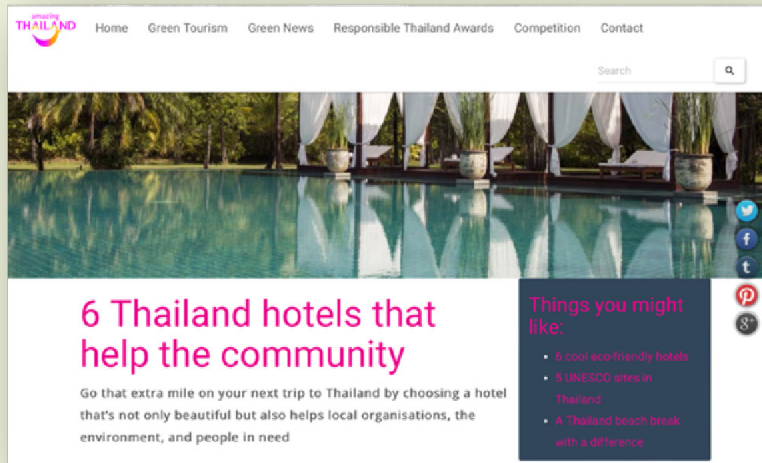 amazing
THAILAND
Home Green Tourism Green News Responsible Thailand Awards Competition Contact
Search
6 Thailand hotels that
help the community
Go that extra mile on your next trip to Thailand by choosing a hotel
that's not only beautiful but also helps local organisations, the
environment, and people in need
Things you might
like:
6 cool eco-friendly hotels
5 UNESCO sites in
Thailand
A Thailand beach break
with a difference
f
t
g+